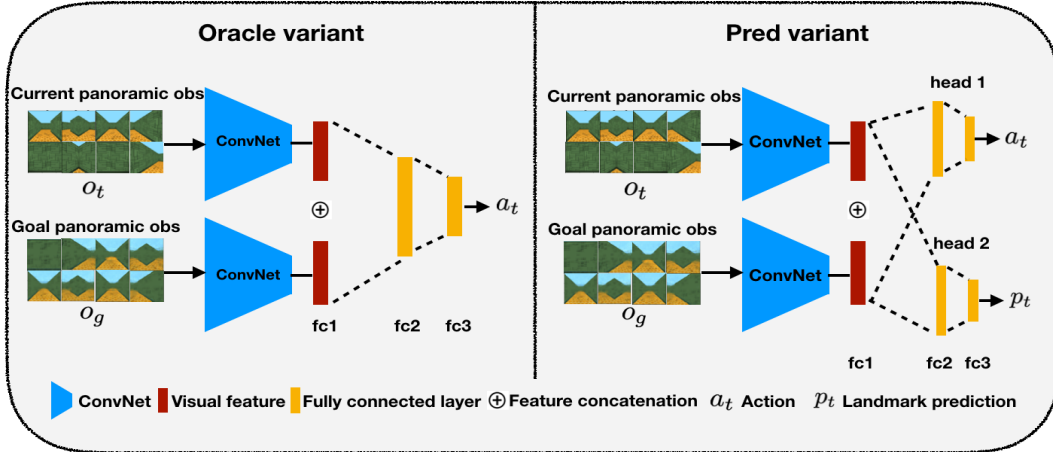 Oracle variant
Current panoramic obs
ConvNet
o_t
⊕
a_t
Goal panoramic obs
ConvNet
o_g
fc1
fc2
fc3
Pred variant
Current panoramic obs
ConvNet
o_t
head 1
a_t
⊕
Goal panoramic obs
ConvNet
o_g
head 2
p_t
fc1
fc2
fc3
ConvNet Visual feature Fully connected layer ⊕ Feature concatenation a_t Action p_t Landmark prediction